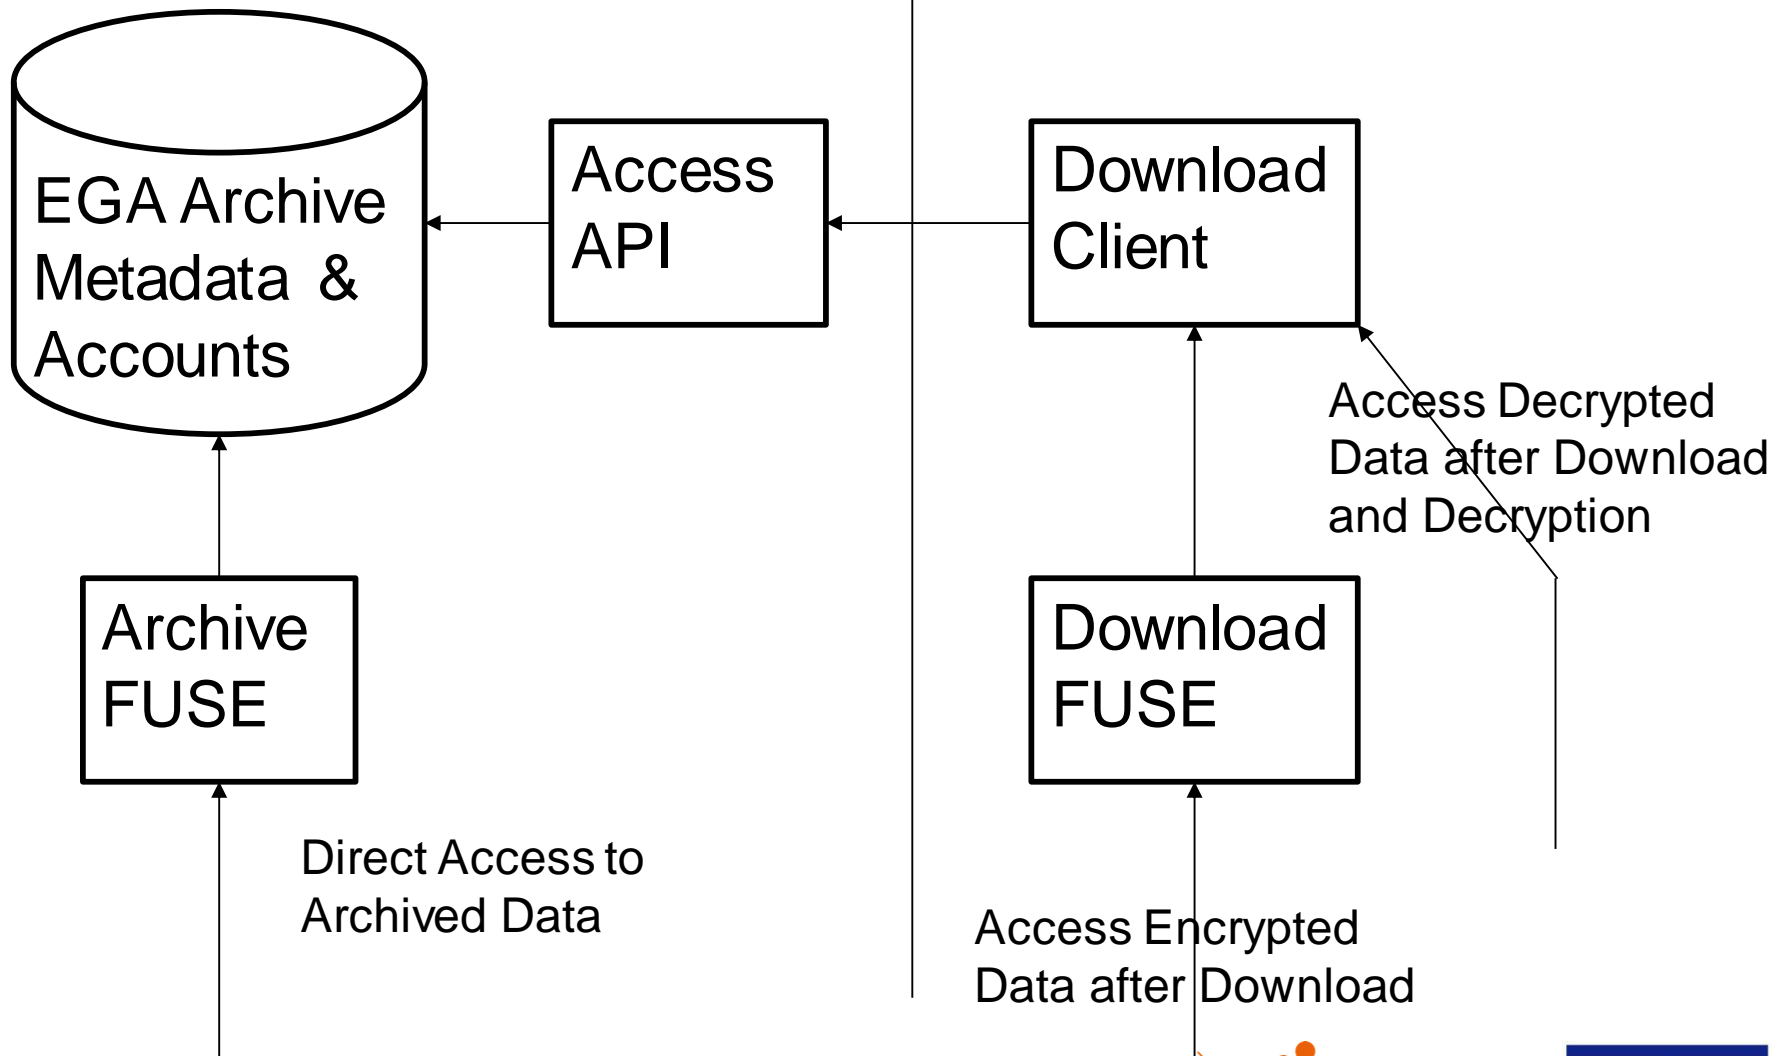 EGA Archive
Metadata &
Accounts
Access
API
Download
Client
Access Decrypted
Data after Download
and Decryption
Archive
FUSE
Download
FUSE
Direct Access to
Archived Data
Access Encrypted
Data after Download